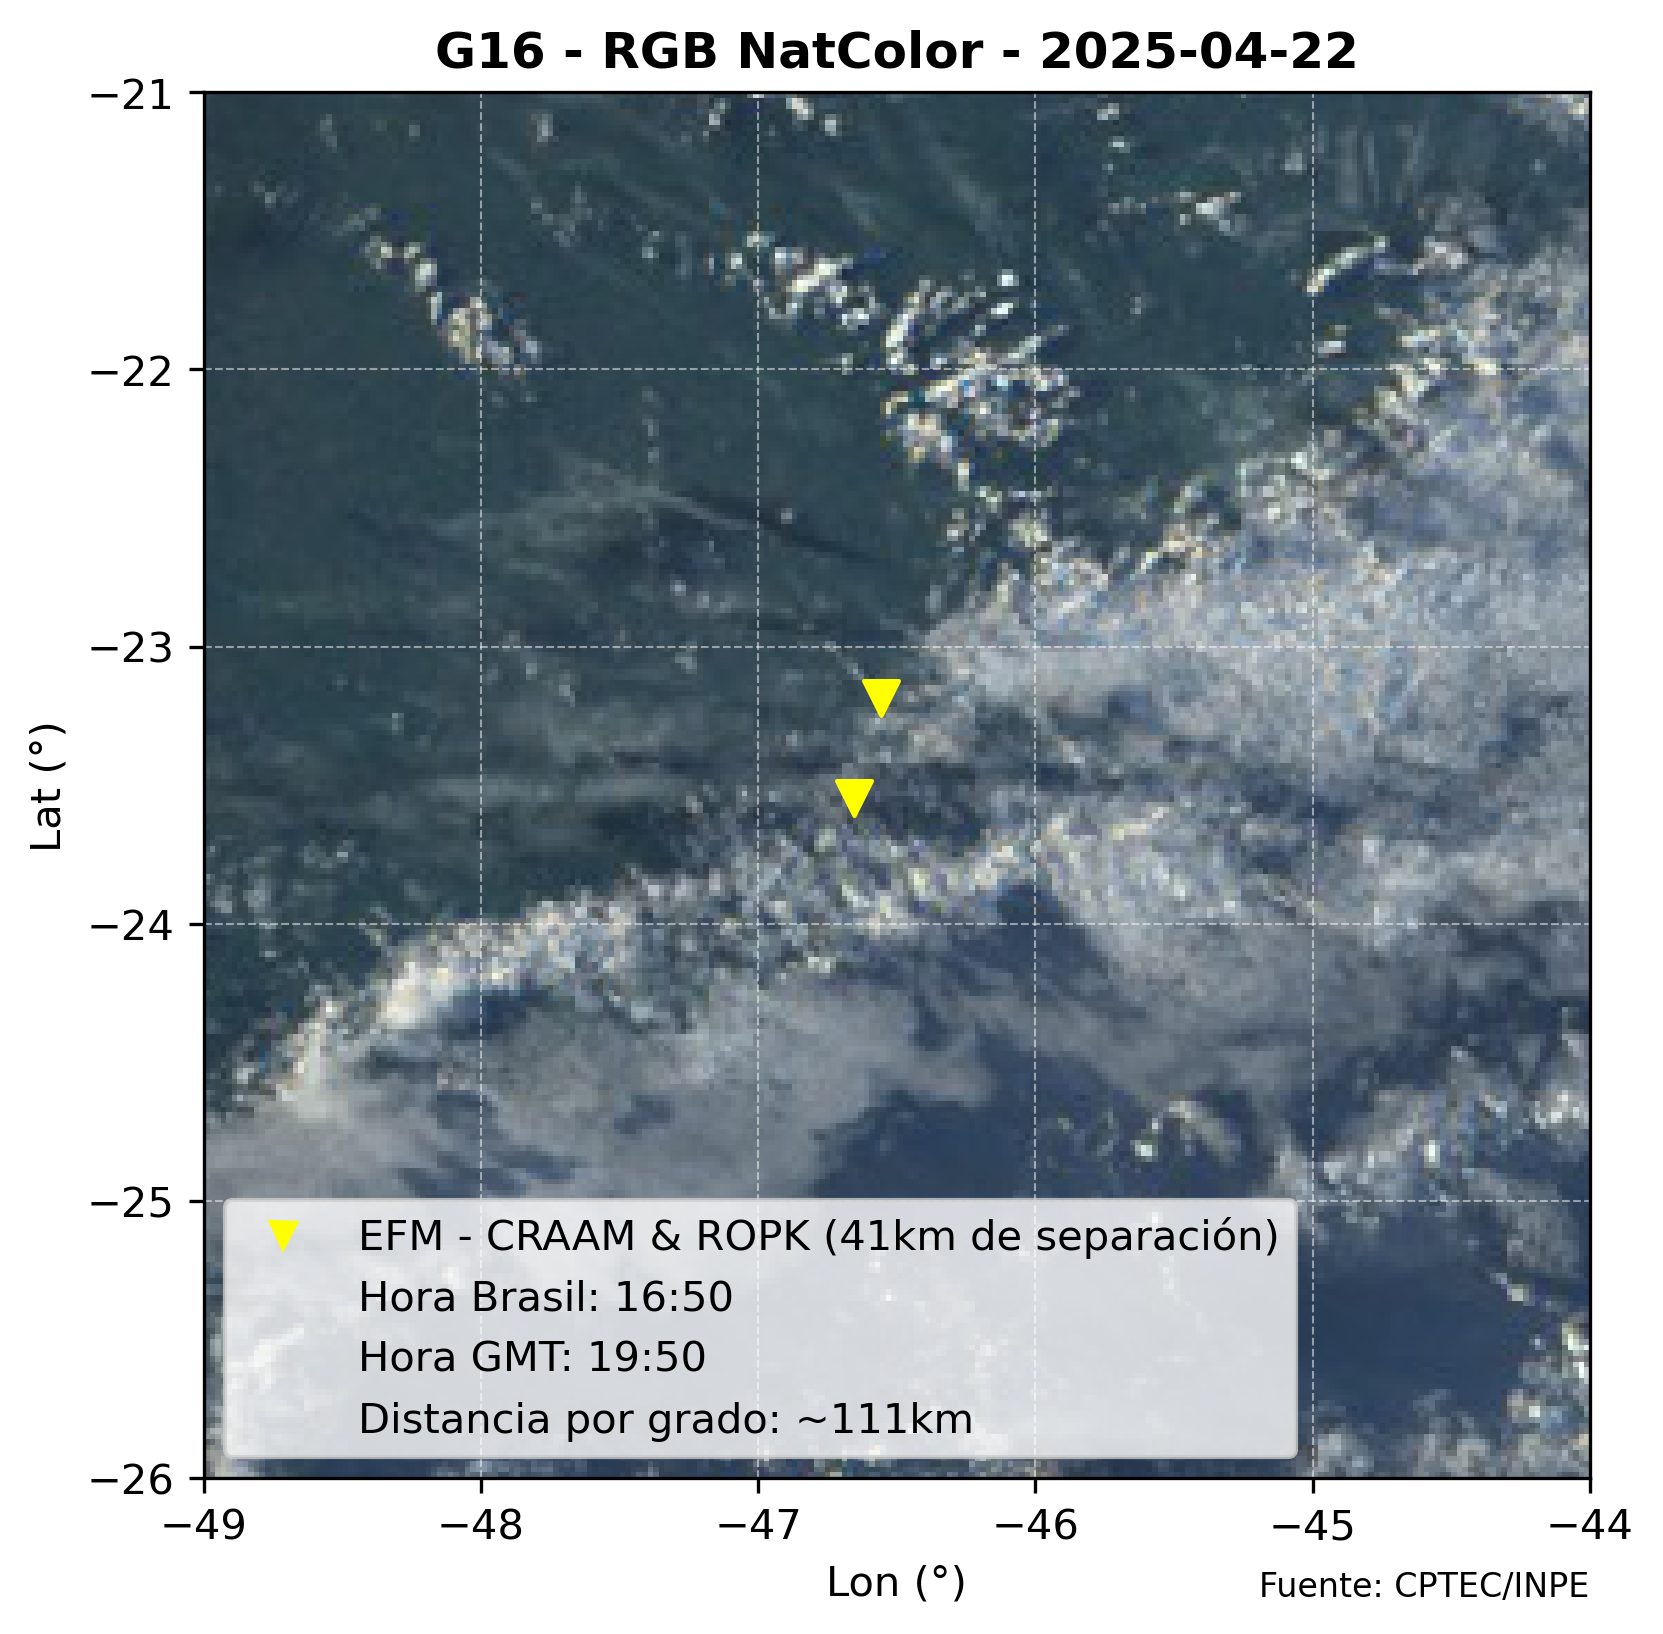 G16 - RGB NatColor - 2025-04-22
−21
−22
−23
−24
−25
−26
Lat (°)
EFM - CRAAM & ROPK (41km de separación)
Hora Brasil: 16:50
Hora GMT: 19:50
Distancia por grado: ~111km
−49 −48 −47 −46 −45 −44
Lon (°)
Fuente: CPTEC/INPE